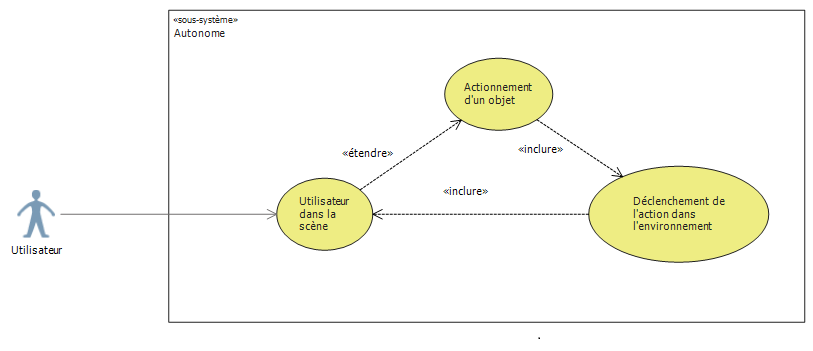 «sous-système»
Autonome
Actionnement
d'un objet
«étendre»
«inclure»
«inclure»
Utilisateur
dans la
scène
Déclenchement de
l'action dans
l'environnement
Utilisateur